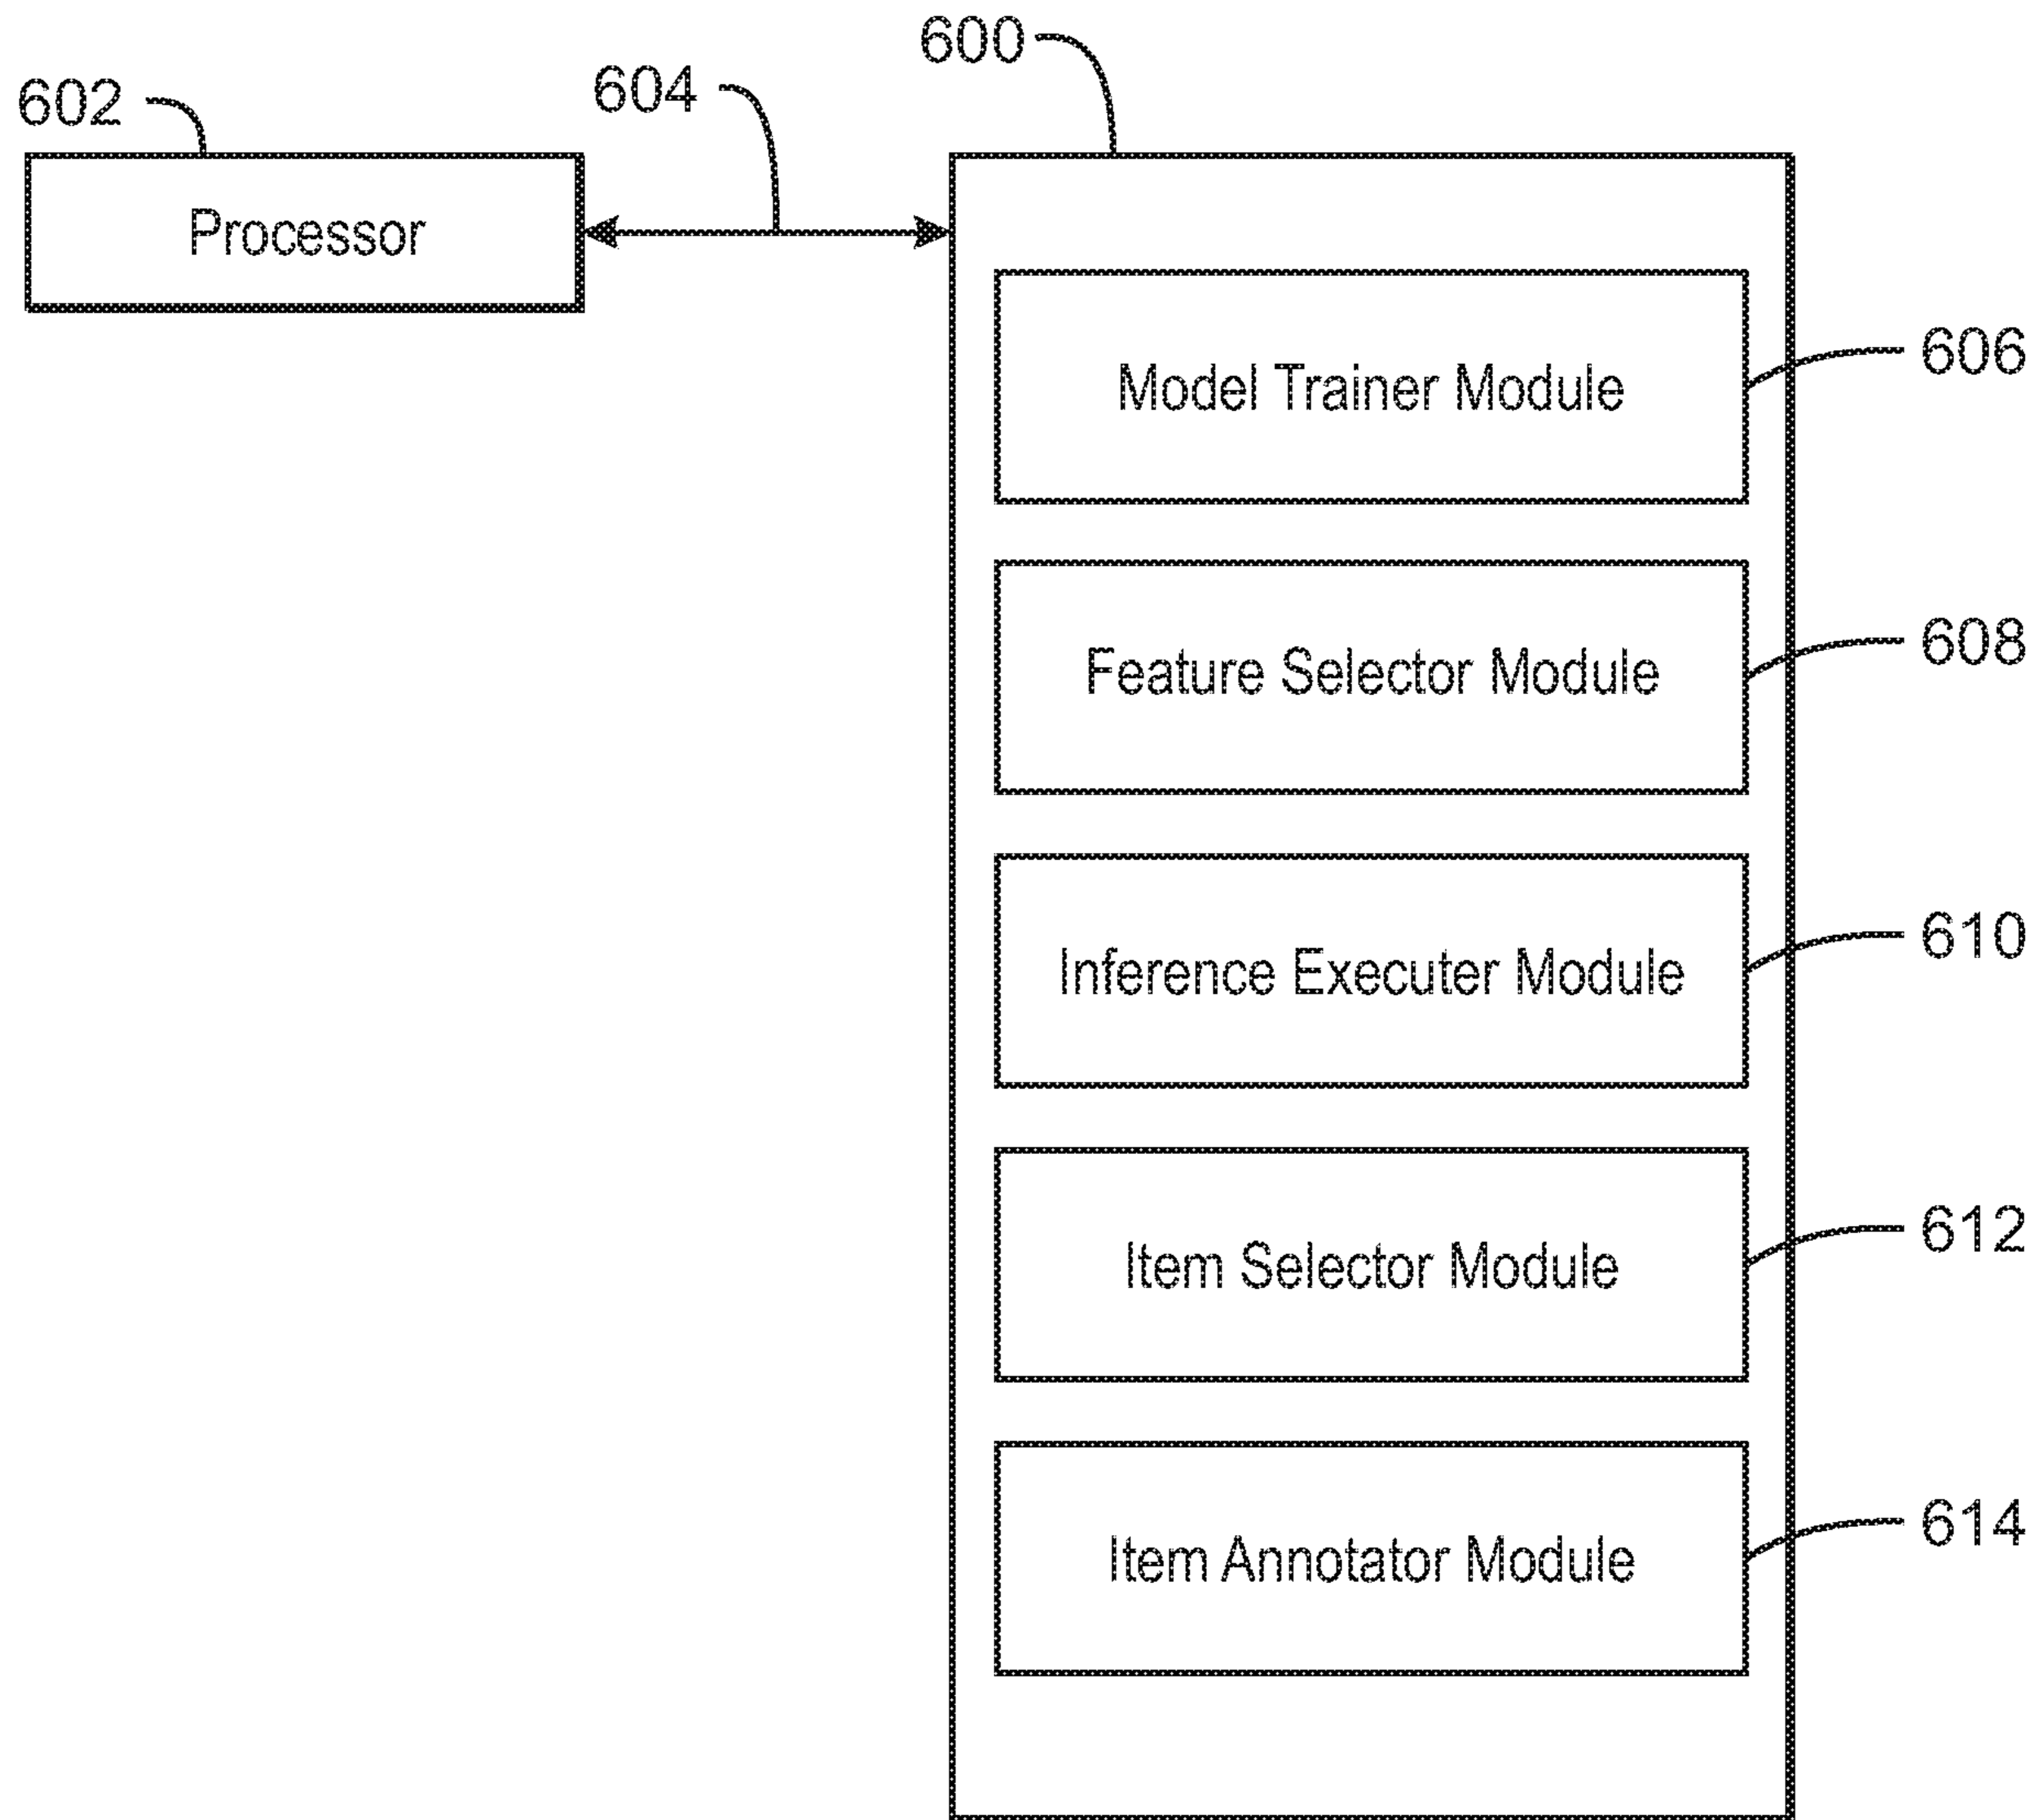 600
602
604
Processor
Model Trainer Module
606
Feature Selector Module
608
Inference Executer Module
610
Item Selector Module
612
Item Annotator Module
614